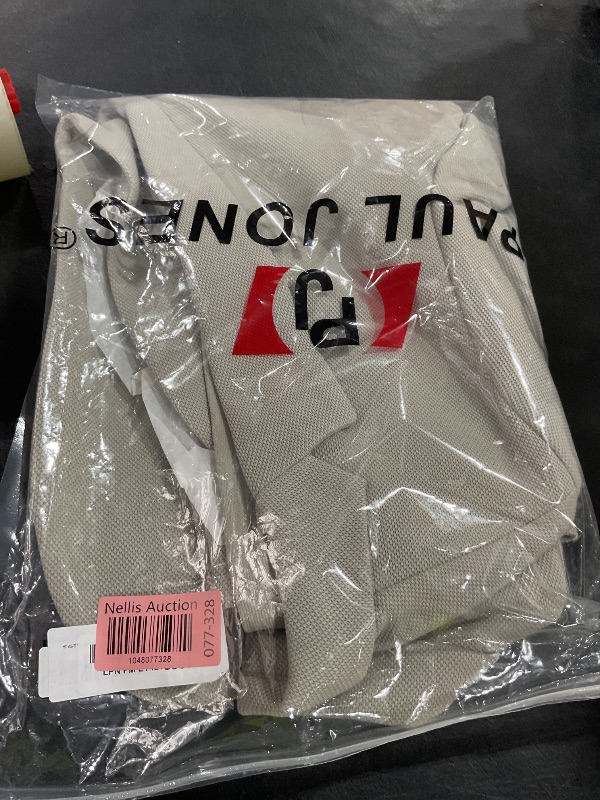 PAUL JONES®
PJ
Nellis Auction
1048077328
077-328